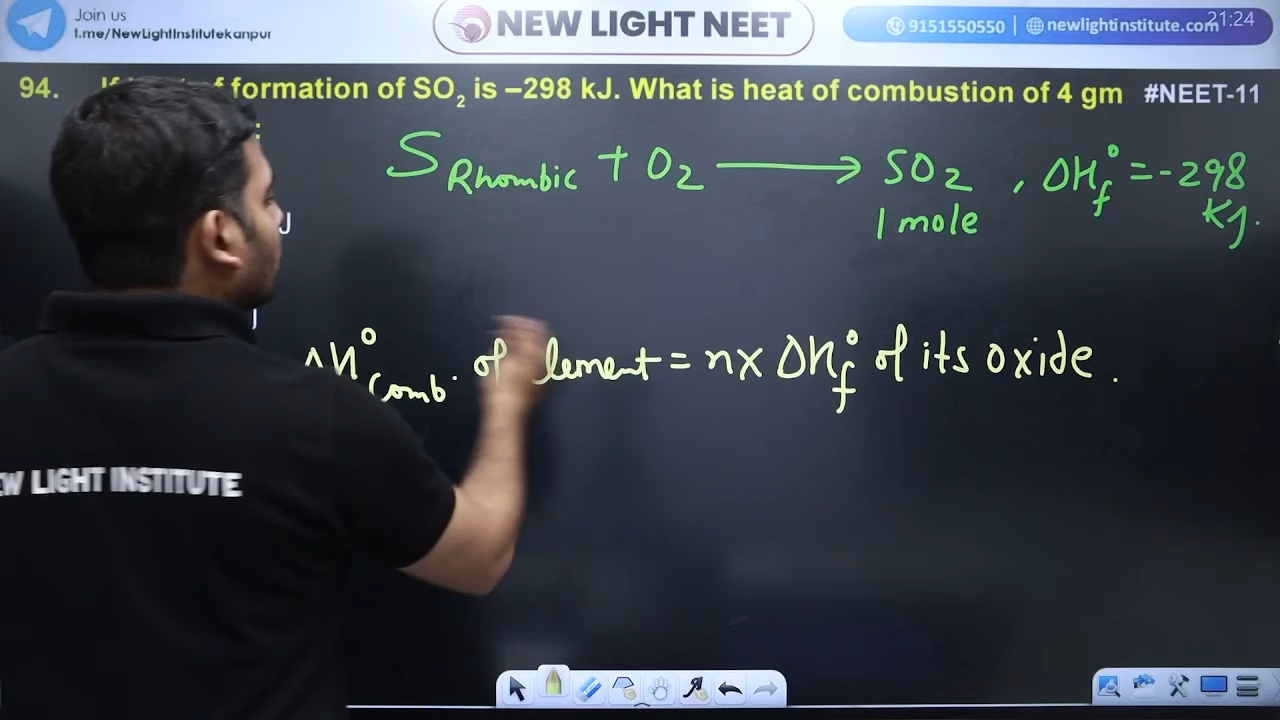 Join us
t.me/NewLightInstitutekanpur
NEW LIGHT NEET
9151550550 | newlightinstitute.com
21:24
94. formation of SO2 is –298 kJ. What is heat of combustion of 4 gm #NEET-11
S Rhombic + O2 ⟶ SO2 , ΔH°f = -298
1 mole KJ.
ΔH°comb. of element = n x ΔH°f of its oxide.
LIGHT INSTITUTE